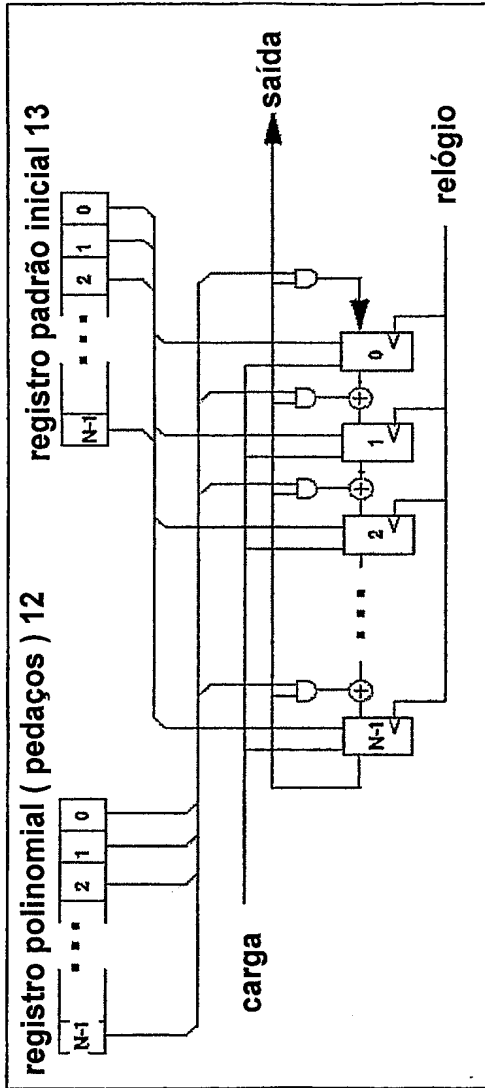 registro polinomial ( pedaços ) 12
N-1 2 1 0
registro padrão inicial 13
N-1 2 1 0
carga
saída
N-1 2 1 0
relógio